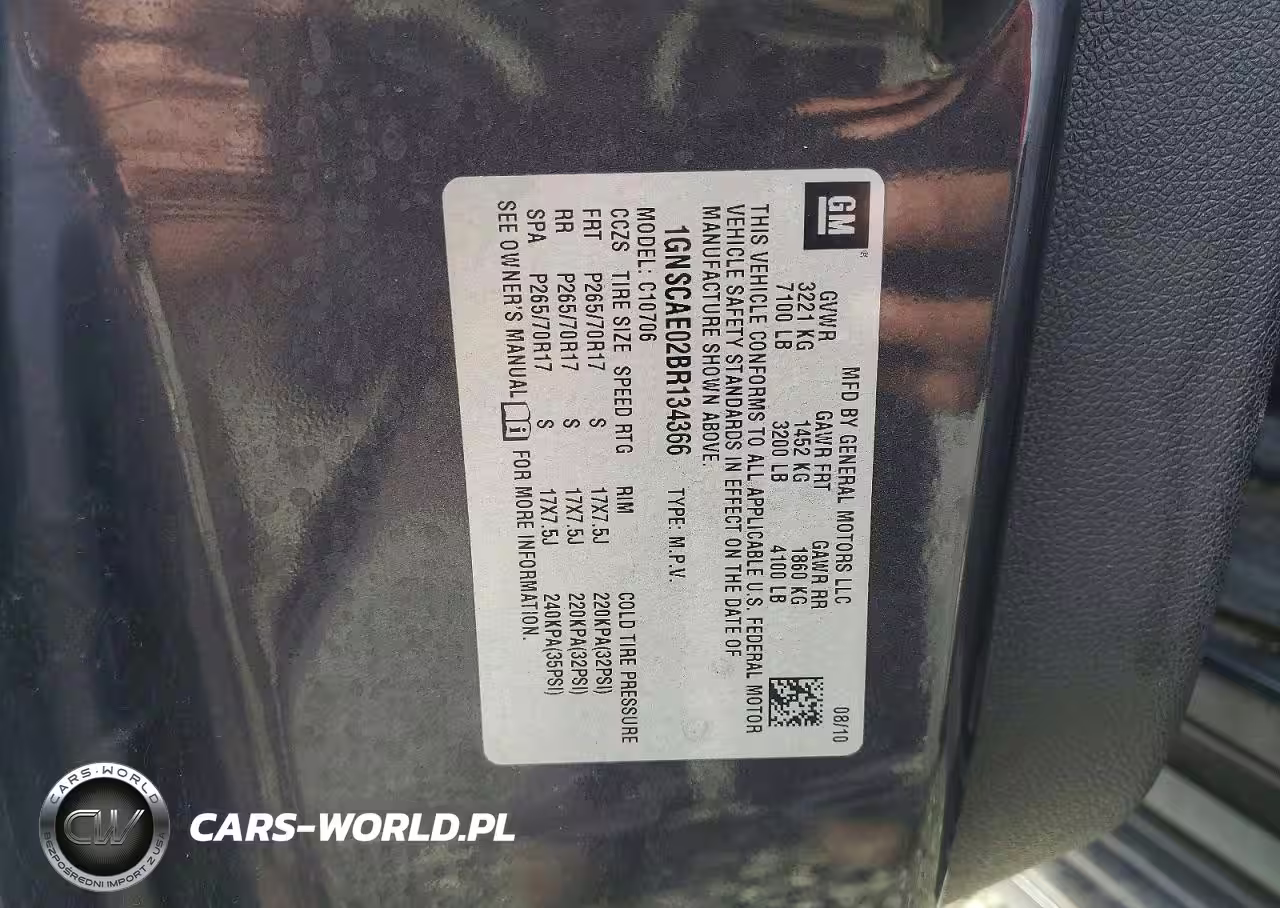 GM ®
MFD BY GENERAL MOTORS LLC 08/10
GVWR GAWR FRT GAWR RR
3221 KG 1452 KG 1860 KG
7100 LB 3200 LB 4100 LB
THIS VEHICLE CONFORMS TO ALL APPLICABLE U.S. FEDERAL MOTOR
VEHICLE SAFETY STANDARDS IN EFFECT ON THE DATE OF
MANUFACTURE SHOWN ABOVE.
1GNSCAE02BR134366 TYPE: M.P.V.
MODEL: C10706
CCZS TIRE SIZE SPEED RTG RIM COLD TIRE PRESSURE
FRT P265/70R17 S 17X7.5J 220KPA(32PSI)
RR P265/70R17 S 17X7.5J 220KPA(32PSI)
SPA P265/70R17 S 17X7.5J 240KPA(35PSI)
SEE OWNER'S MANUAL i FOR MORE INFORMATION.
CARS-WORLD
CW
BEZPOŚREDNI IMPORT Z USA
CARS-WORLD.PL